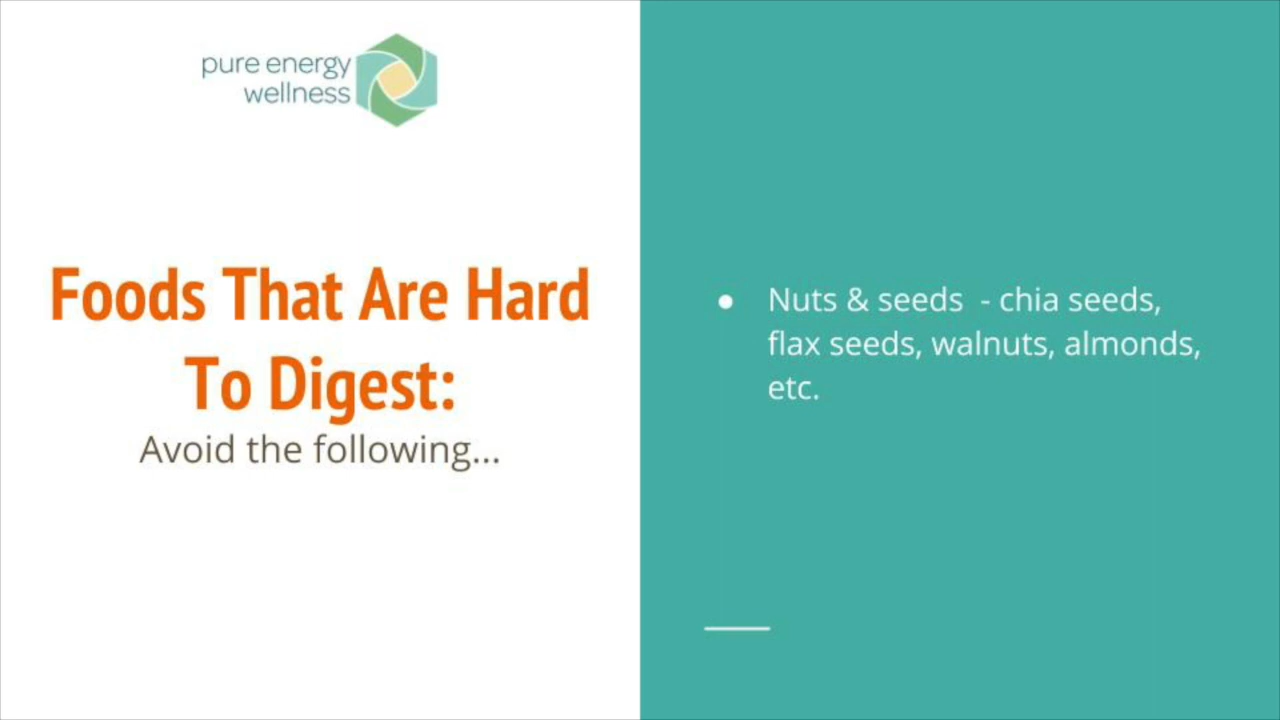 pure energy
wellness
Foods That Are Hard
To Digest:
Avoid the following...
● Nuts & seeds - chia seeds,
flax seeds, walnuts, almonds,
etc.